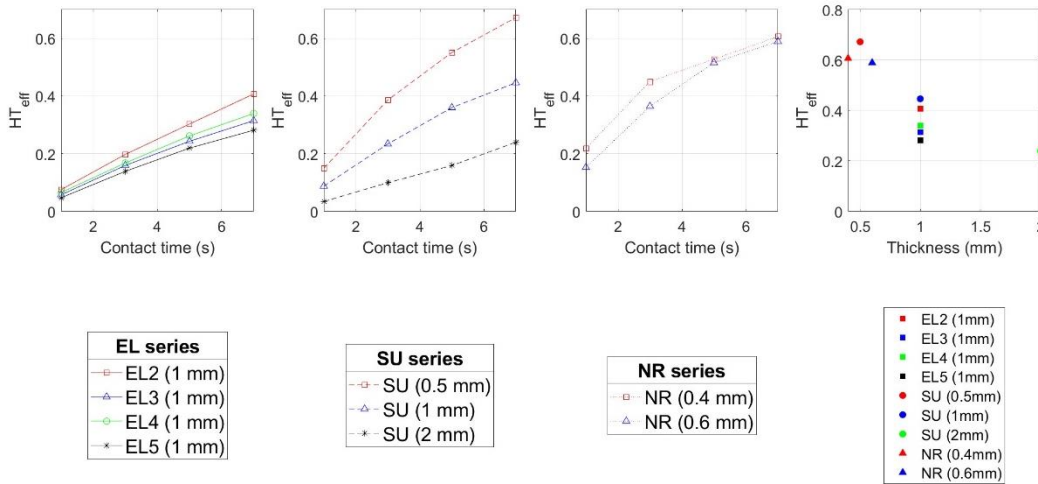 0.6
0.4
0.2
0
HTeff
2 4 6
Contact time (s)
0.6
0.4
0.2
0
HTeff
2 4 6
Contact time (s)
0.6
0.4
0.2
0
HTeff
2 4 6
Contact time (s)
0.8
0.6
0.4
0.2
0
HTeff
0.5 1 1.5 2
Thickness (mm)
EL series
EL2 (1 mm)
EL3 (1 mm)
EL4 (1 mm)
EL5 (1 mm)
SU series
SU (0.5 mm)
SU (1 mm)
SU (2 mm)
NR series
NR (0.4 mm)
NR (0.6 mm)
EL2 (1mm)
EL3 (1mm)
EL4 (1mm)
EL5 (1mm)
SU (0.5mm)
SU (1mm)
SU (2mm)
NR (0.4mm)
NR (0.6mm)